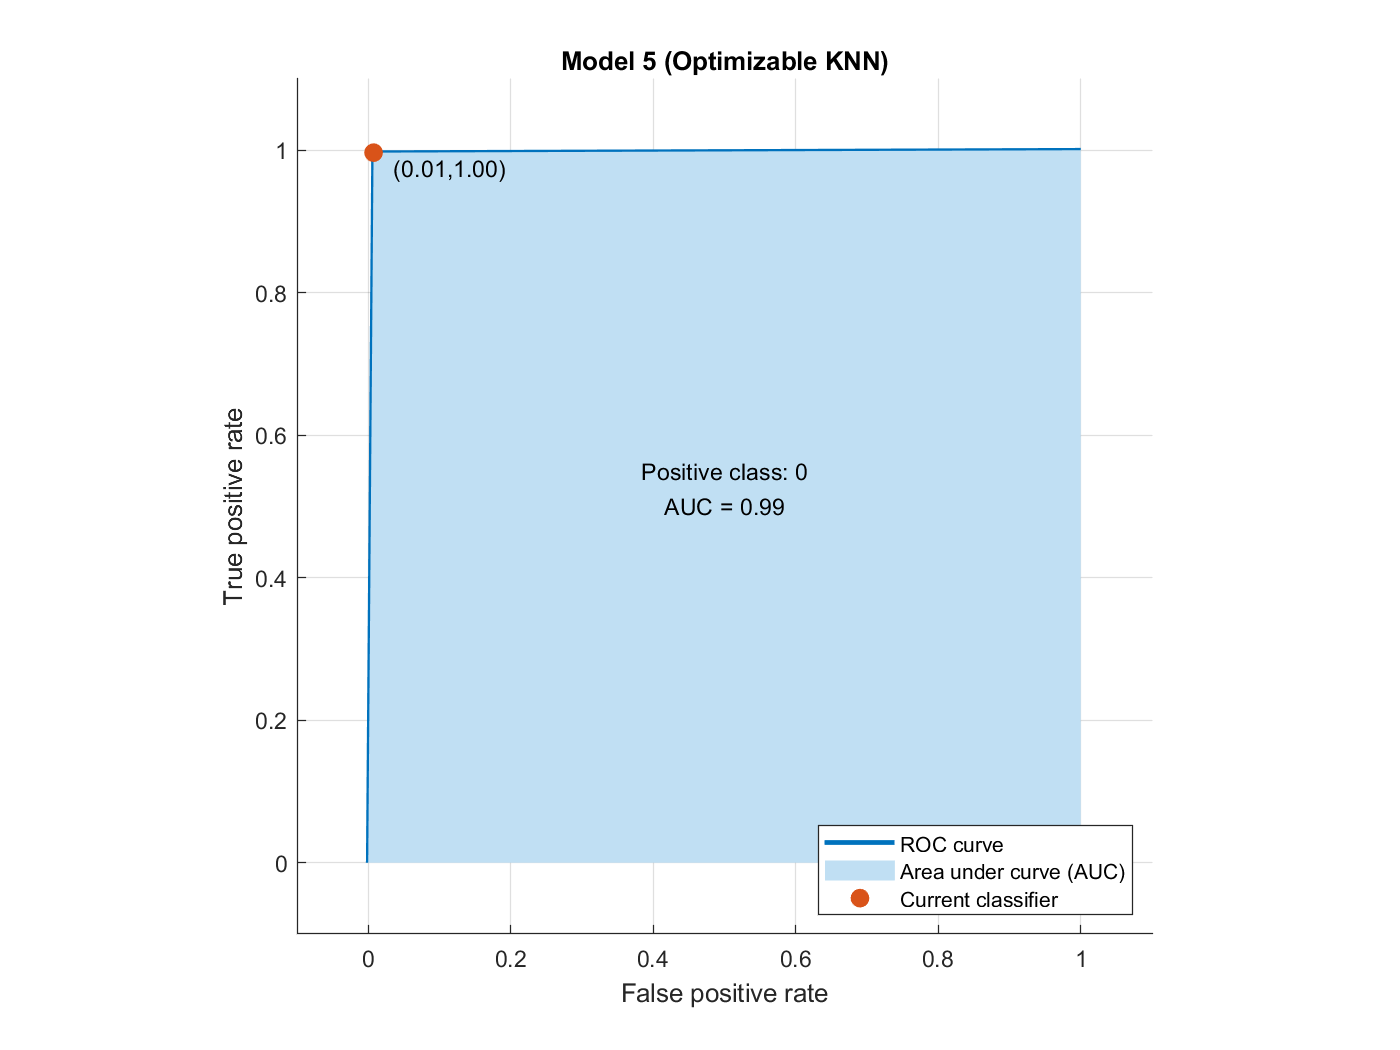 Model 5 (Optimizable KNN)
1
(0.01,1.00)
0.8
0.6
True positive rate
Positive class: 0
AUC = 0.99
0.4
0.2
0
ROC curve
Area under curve (AUC)
Current classifier
0 0.2 0.4 0.6 0.8 1
False positive rate